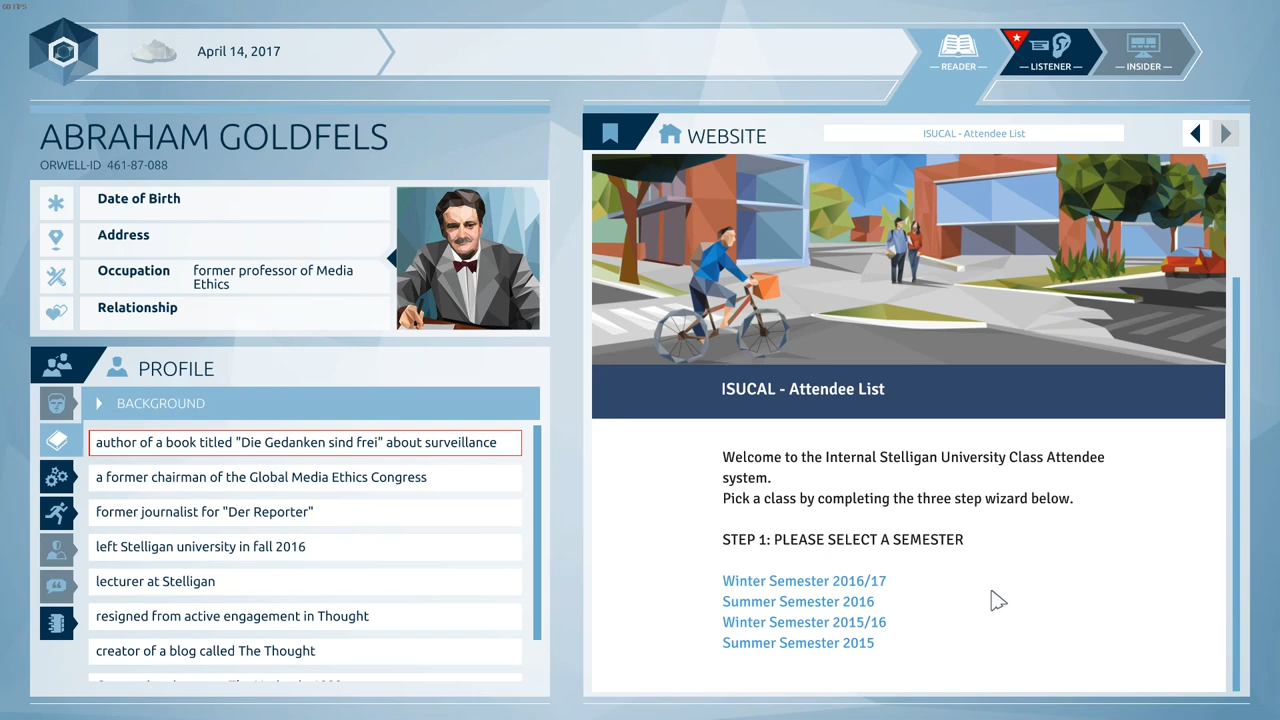 60 FPS
April 14, 2017
READER
LISTENER
INSIDER
ABRAHAM GOLDFELS
ORWELL-ID 461-87-088
Date of Birth
Address
Occupation former professor of Media
Ethics
Relationship
PROFILE
BACKGROUND
author of a book titled "Die Gedanken sind frei" about surveillance
a former chairman of the Global Media Ethics Congress
former journalist for "Der Reporter"
left Stelligan university in fall 2016
lecturer at Stelligan
resigned from active engagement in Thought
creator of a blog called The Thought
WEBSITE
ISUCAL - Attendee List
ISUCAL - Attendee List
Welcome to the Internal Stelligan University Class Attendee
system.
Pick a class by completing the three step wizard below.
STEP 1: PLEASE SELECT A SEMESTER
Winter Semester 2016/17
Summer Semester 2016
Winter Semester 2015/16
Summer Semester 2015